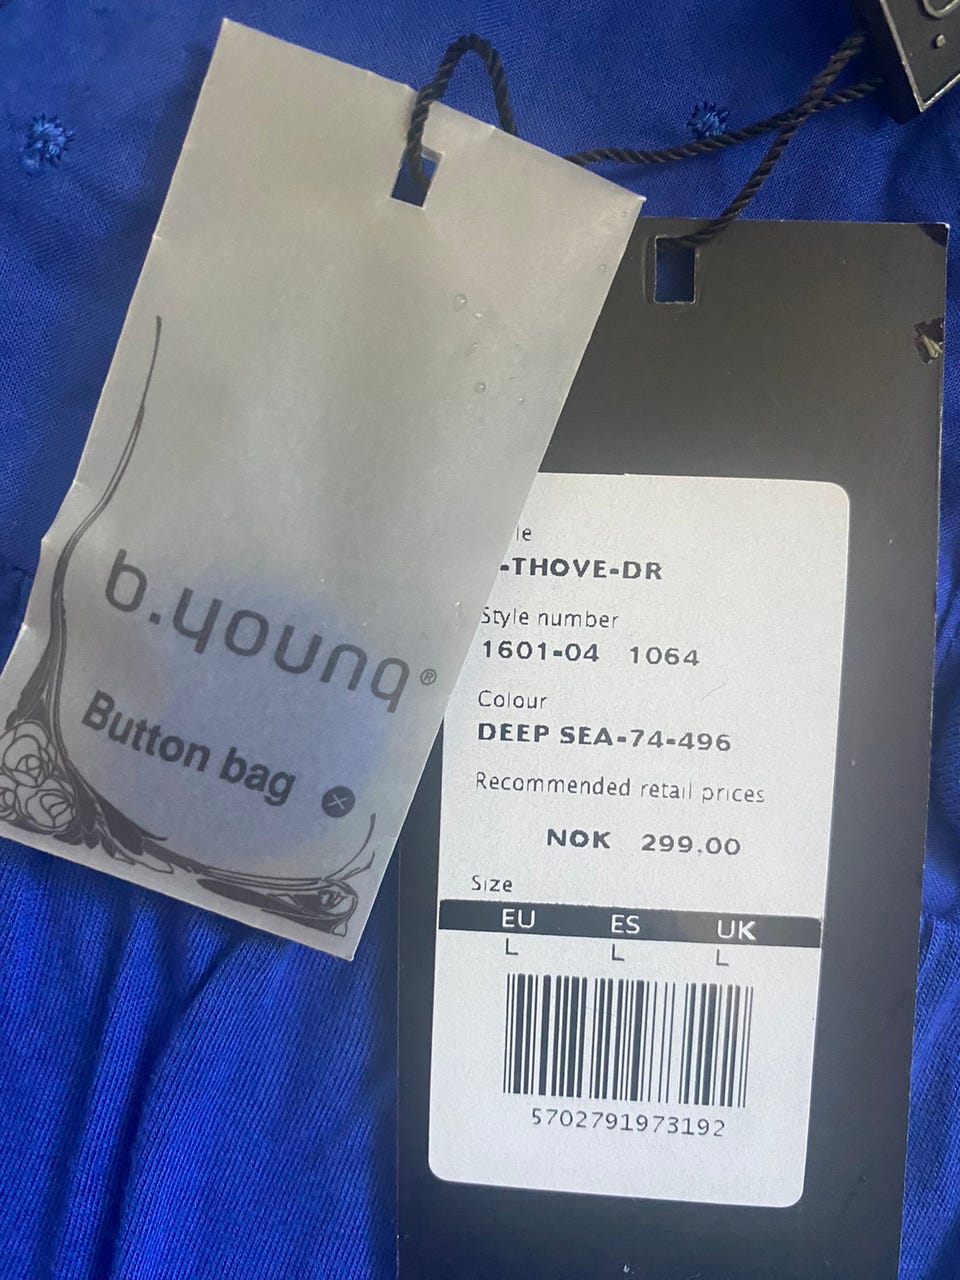 b.young®
Button bag
le
-THOVE-DR
Style number
1601-04 1064
Colour
DEEP SEA-74-496
Recommended retail prices
NOK 299,00
Size
EU ES UK
L L L
5702791973192